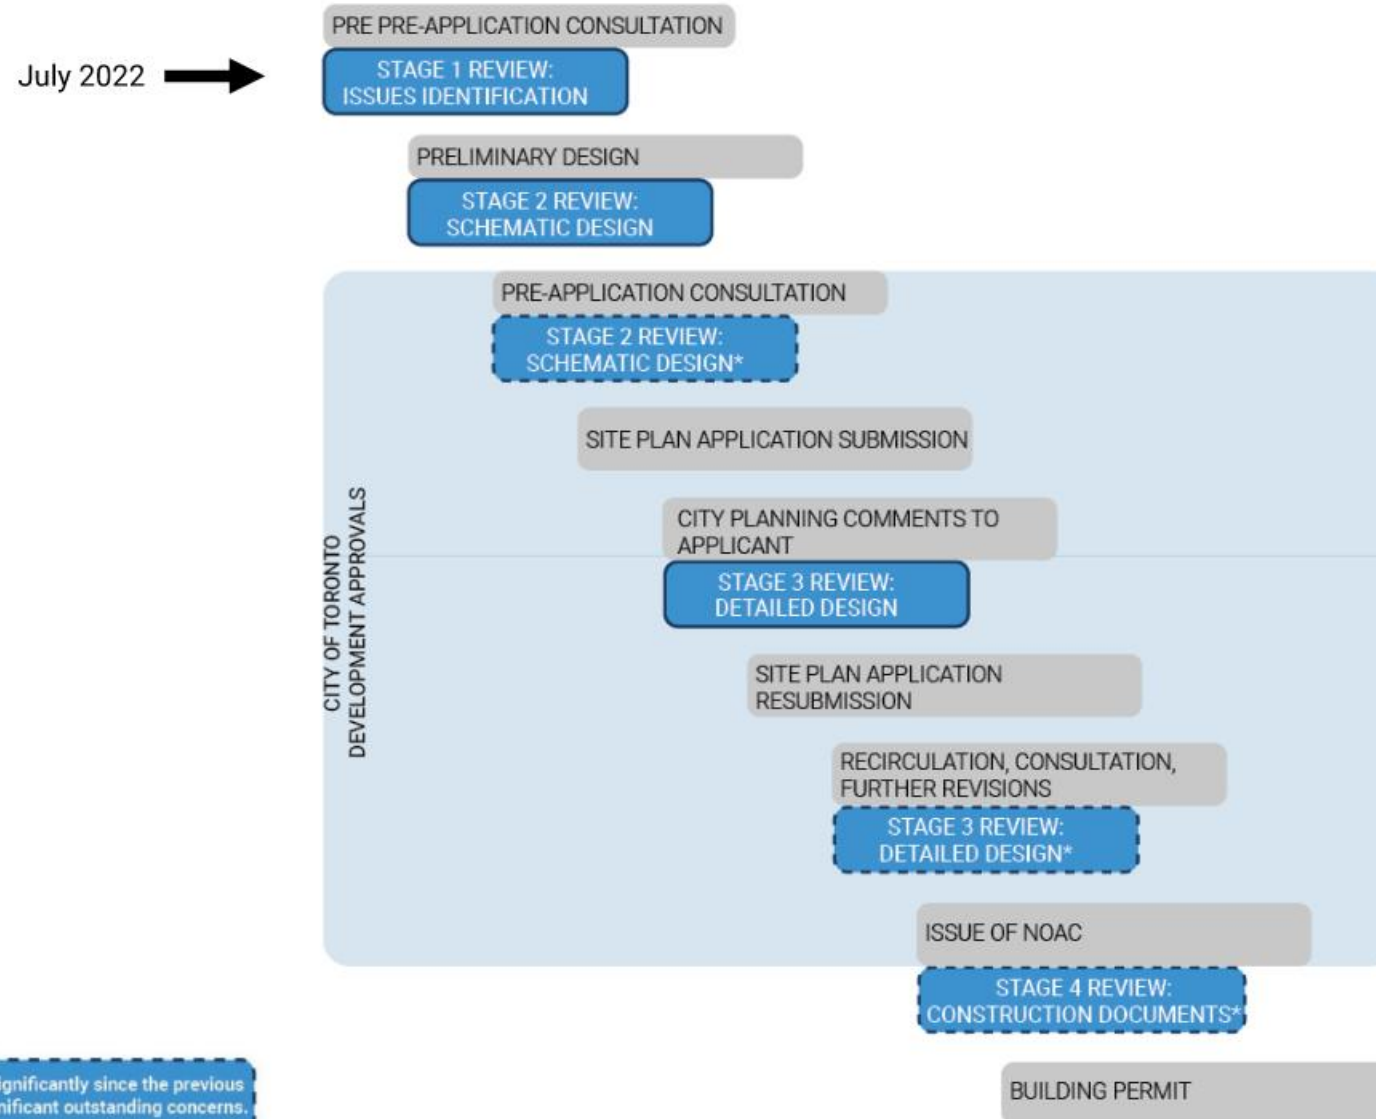 PRE PRE-APPLICATION CONSULTATION
July 2022
STAGE 1 REVIEW:
ISSUES IDENTIFICATION
PRELIMINARY DESIGN
STAGE 2 REVIEW:
SCHEMATIC DESIGN
PRE-APPLICATION CONSULTATION
STAGE 2 REVIEW:
SCHEMATIC DESIGN*
SITE PLAN APPLICATION SUBMISSION
CITY OF TORONTO
DEVELOPMENT APPROVALS
CITY PLANNING COMMENTS TO
APPLICANT
STAGE 3 REVIEW:
DETAILED DESIGN
SITE PLAN APPLICATION
RESUBMISSION
RECIRCULATION, CONSULTATION,
FURTHER REVISIONS
STAGE 3 REVIEW:
DETAILED DESIGN*
ISSUE OF NOAC
STAGE 4 REVIEW:
CONSTRUCTION DOCUMENTS*
since the previous
outstanding concerns.
BUILDING PERMIT